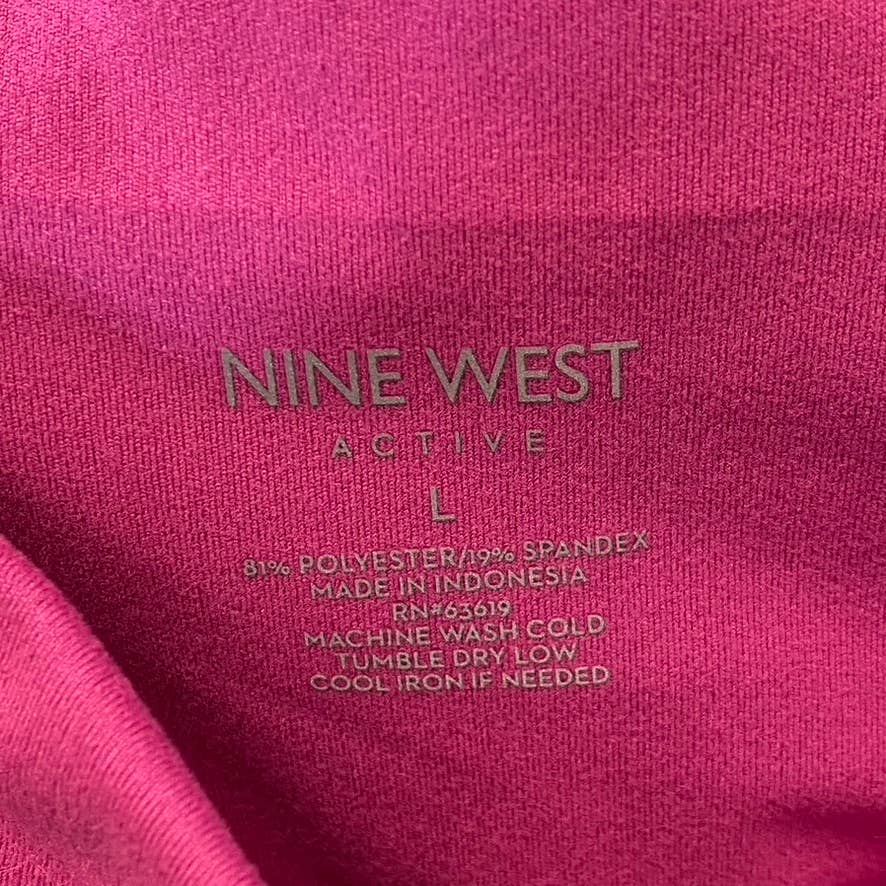 NINE WEST
ACTIVE
L
81% POLYESTER/19% SPANDEX
MADE IN INDONESIA
RN#63619
MACHINE WASH COLD
TUMBLE DRY LOW
COOL IRON IF NEEDED